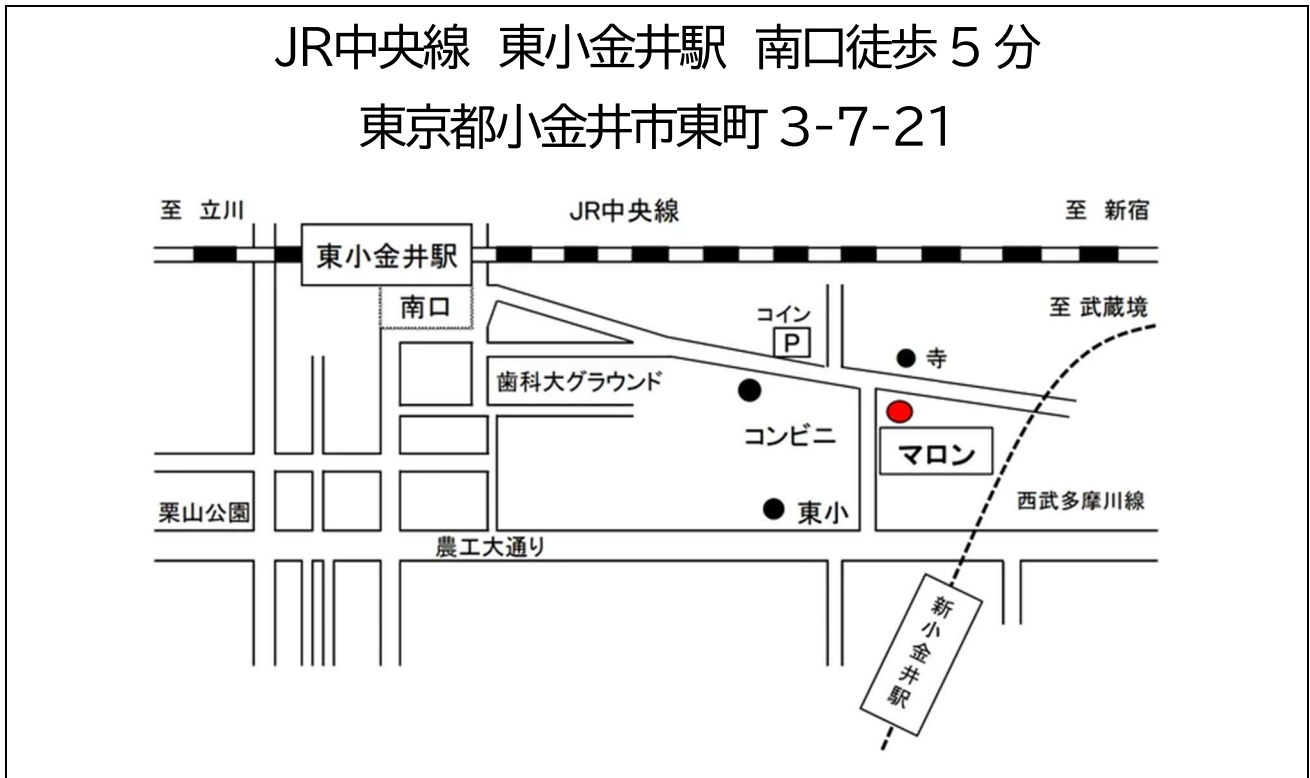 JR中央線　東小金井駅　南口徒歩５分
東京都小金井市東町３-７-２１
至　立川
JR中央線
至　新宿
東小金井駅
南口
至 武蔵境
コイン
P
寺
歯科大グラウンド
コンビニ
マロン
栗山公園
東小
西武多摩川線
農工大通り
新小金井駅